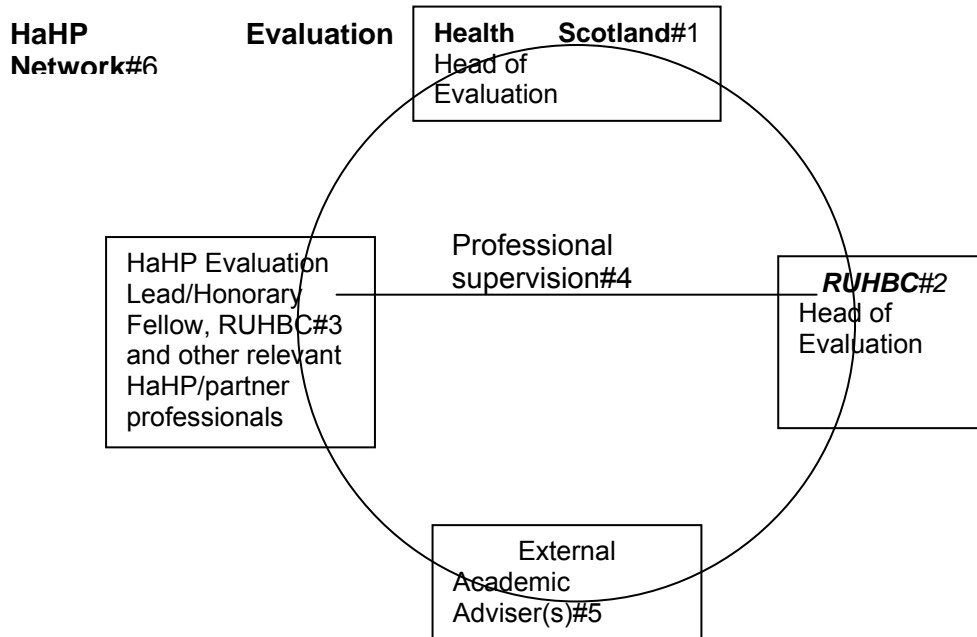 HaHP Evaluation
Network#6
Health Scotland#1
Head of
Evaluation
Professional
supervision#4
HaHP Evaluation
Lead/Honorary
Fellow, RUHBC#3
and other relevant
HaHP/partner
professionals
RUHBC#2
Head of
Evaluation
External
Academic
Adviser(s)#5